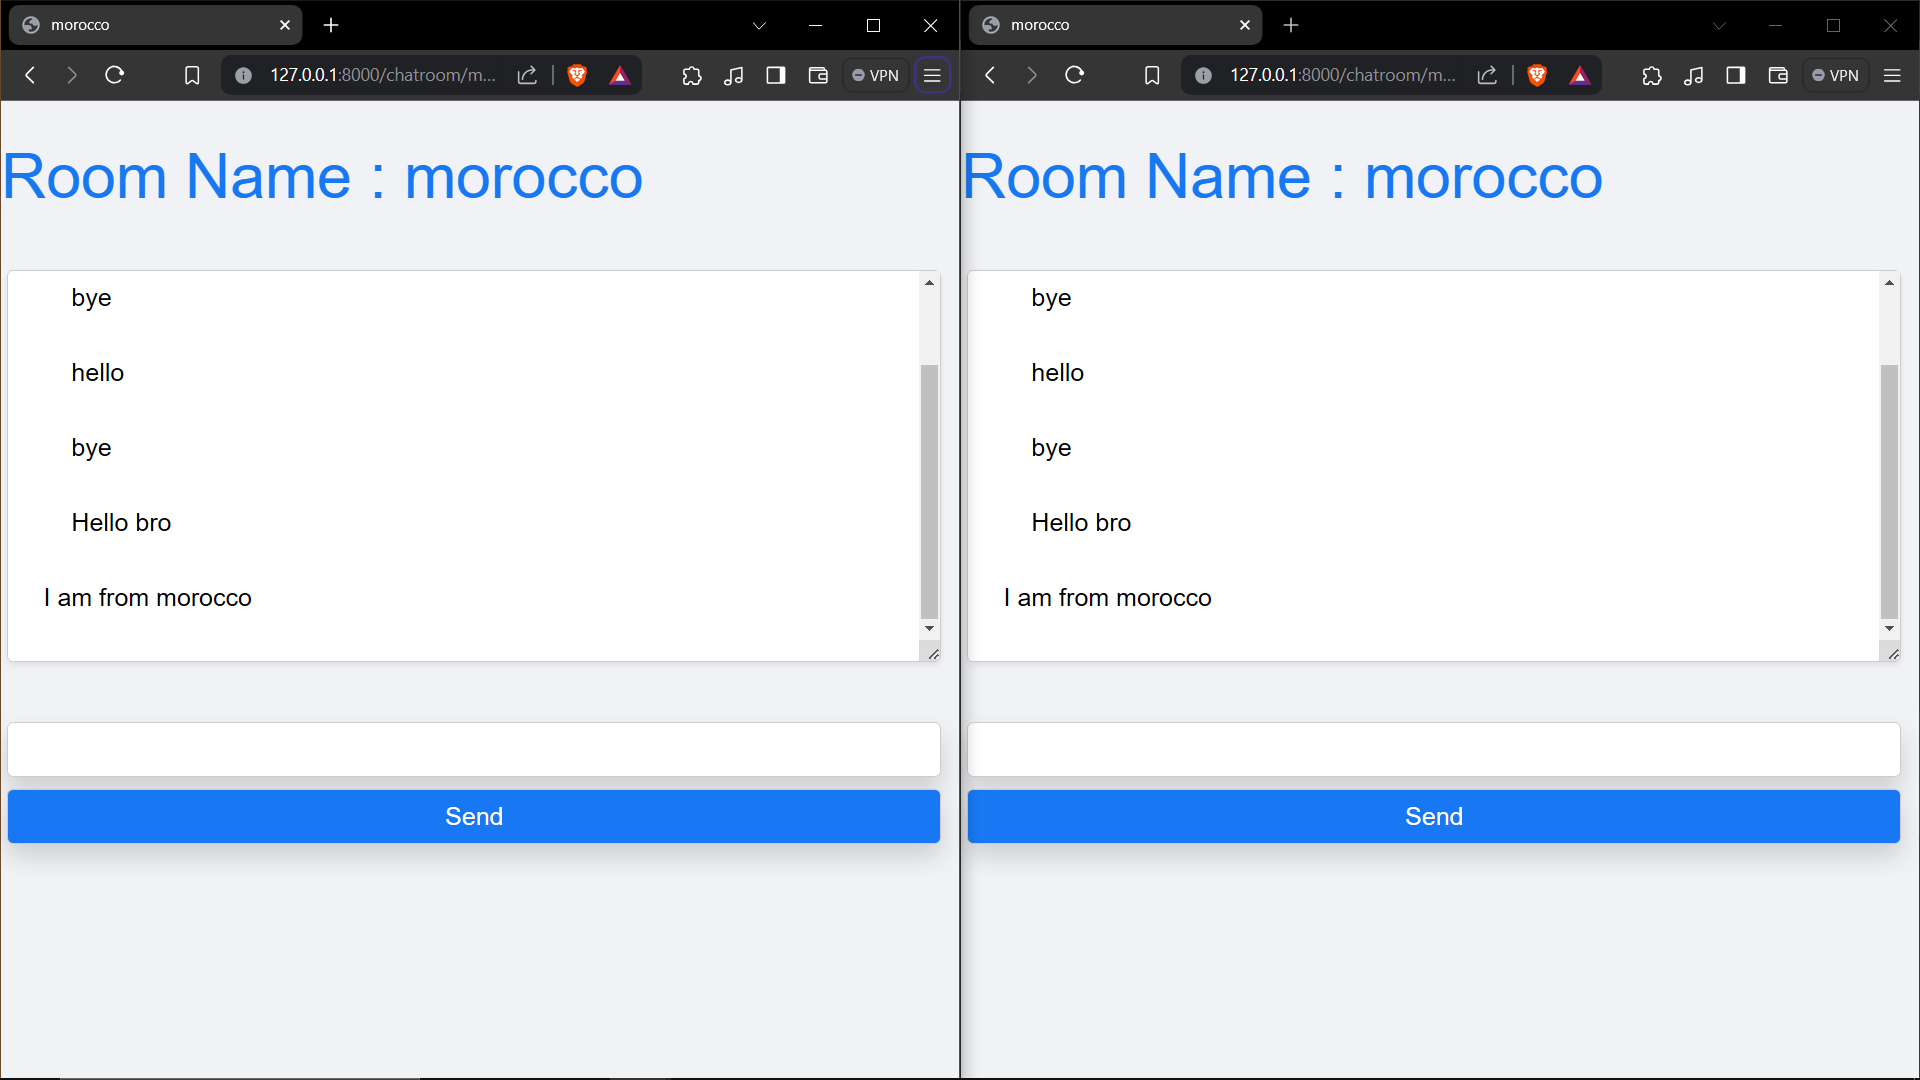 morocco
127.0.0.1:8000/chatroom/m...
VPN
Room Name : morocco
bye
hello
bye
Hello bro
I am from morocco
Send
morocco
127.0.0.1:8000/chatroom/m...
VPN
Room Name : morocco
bye
hello
bye
Hello bro
I am from morocco
Send